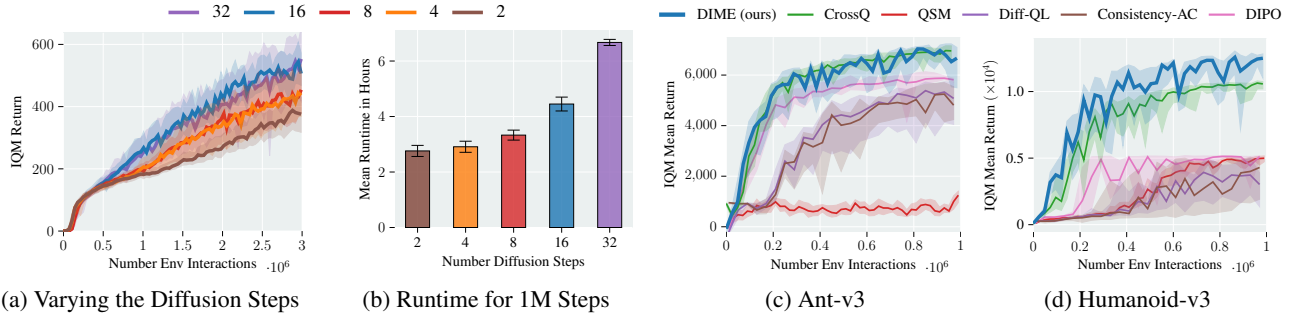 32 16 8 4 2
IQM Return
600
400
200
0
0 0.5 1 1.5 2 2.5 3
Number Env Interactions ·10⁶
(a) Varying the Diffusion Steps
Mean Runtime in Hours
6
4
2
0
2 4 8 16 32
Number Diffusion Steps
(b) Runtime for 1M Steps
DIME (ours) CrossQ QSM Diff-QL Consistency-AC DIPO
IQM Mean Return
6,000
4,000
2,000
0
0 0.2 0.4 0.6 0.8 1
Number Env Interactions ·10⁶
(c) Ant-v3
IQM Mean Return (×10⁴)
1.0
0.5
0
0 0.2 0.4 0.6 0.8 1
Number Env Interactions ·10⁶
(d) Humanoid-v3